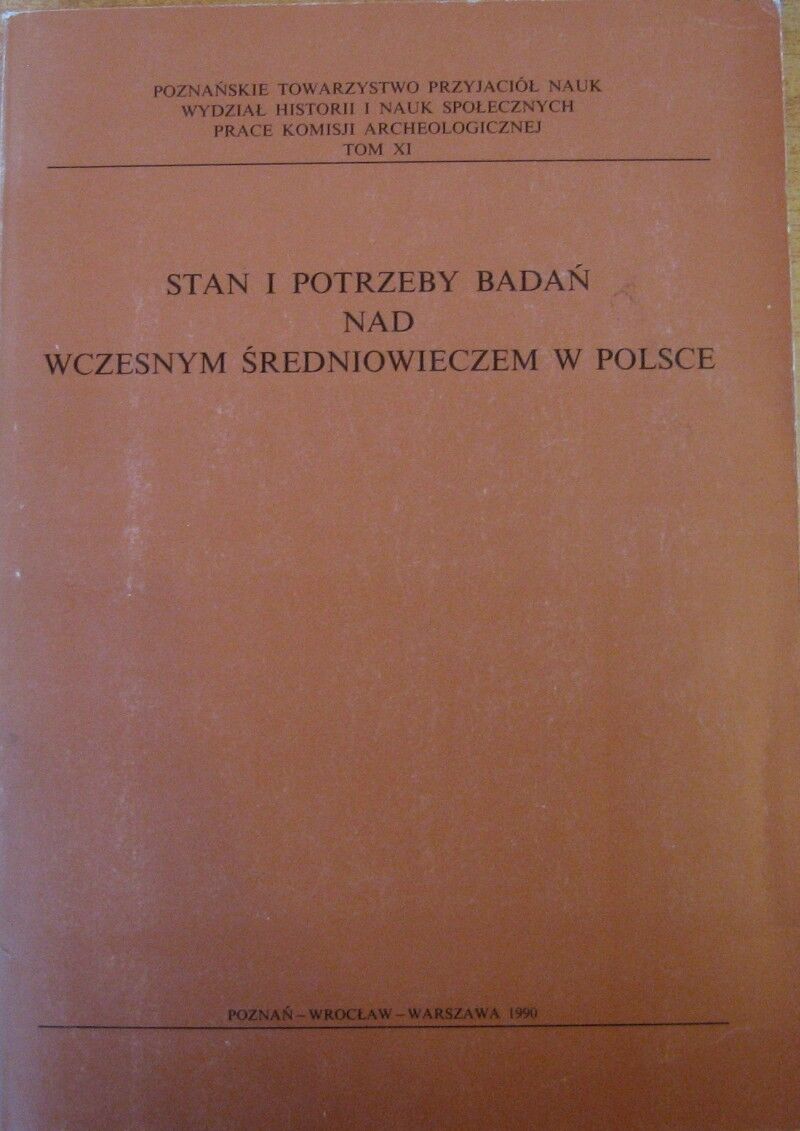 POZNAŃSKIE TOWARZYSTWO PRZYJACIÓŁ NAUK
WYDZIAŁ HISTORII I NAUK SPOŁECZNYCH
PRACE KOMISJI ARCHEOLOGICZNEJ
TOM XI
STAN I POTRZEBY BADAŃ
NAD
WCZESNYM ŚREDNIOWIECZEM W POLSCE
POZNAŃ – WROCŁAW – WARSZAWA 1990